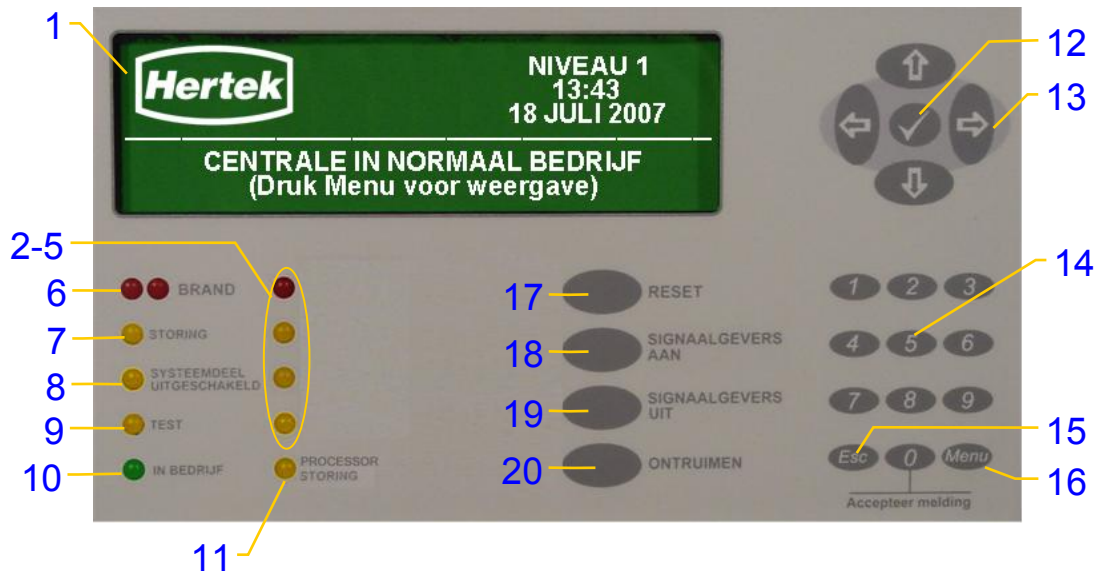 1
Hertek
NIVEAU 1
13:43
18 JULI 2007
CENTRALE IN NORMAAL BEDRIJF
(Druk Menu voor weergave)
12
13
2-5
6
BRAND
7
STORING
8
SYSTEEMDEEL
UITGESCHAKELD
9
TEST
10
IN BEDRIJF
PROCESSOR
STORING
11
17
RESET
18
SIGNAALGEVERS
AAN
19
SIGNAALGEVERS
UIT
20
ONTRUIMEN
14
1 2 3
4 5 6
7 8 9
15
Esc 0 Menu
16
Accepteer melding